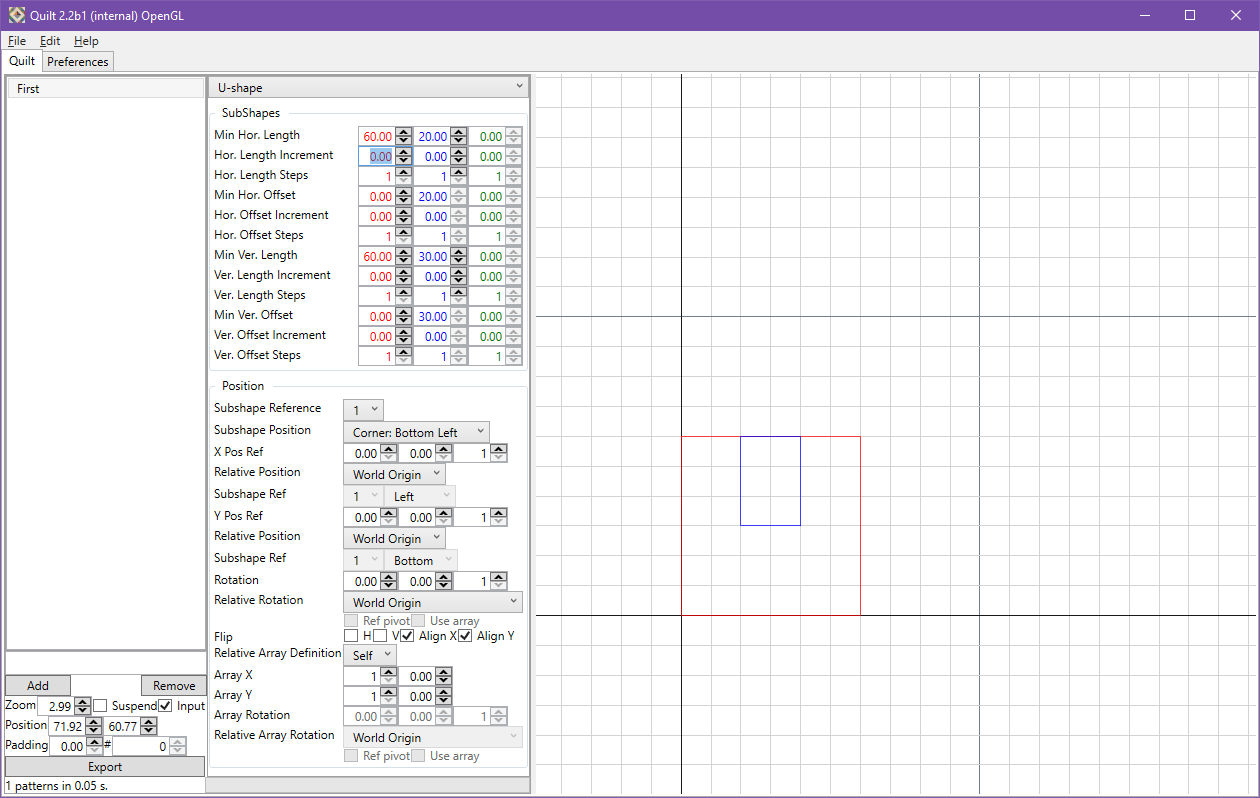 Quilt 2.2b1 (internal) OpenGL
File Edit Help
Quilt Preferences
First
U-shape
SubShapes
Min Hor. Length 60.00 20.00 0.00
Hor. Length Increment 0.00 0.00 0.00
Hor. Length Steps 1 1 1
Min Hor. Offset 0.00 20.00 0.00
Hor. Offset Increment 0.00 0.00 0.00
Hor. Offset Steps 1 1 1
Min Ver. Length 60.00 30.00 0.00
Ver. Length Increment 0.00 0.00 0.00
Ver. Length Steps 1 1 1
Min Ver. Offset 0.00 30.00 0.00
Ver. Offset Increment 0.00 0.00 0.00
Ver. Offset Steps 1 1 1
Position
Subshape Reference 1
Subshape Position Corner: Bottom Left
X Pos Ref 0.00 0.00 1
Relative Position World Origin
Subshape Ref 1 Left
Y Pos Ref 0.00 0.00 1
Relative Position World Origin
Subshape Ref 1 Bottom
Rotation 0.00 0.00 1
Relative Rotation World Origin
Ref pivot Use array
Flip H V Align X Align Y
Relative Array Definition Self
Array X 1 0.00
Array Y 1 0.00
Array Rotation 0.00 0.00 1
Relative Array Rotation World Origin
Ref pivot Use array
Add Remove
Zoom 2.99 Suspend Input
Position 71.92 60.77
Padding 0.00 # 0
Export
1 patterns in 0.05 s.